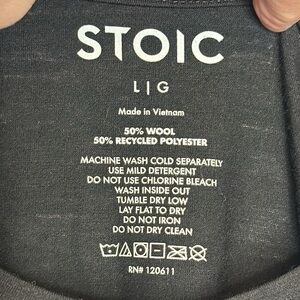 STOIC
L | G
Made in Vietnam
50% WOOL
50% RECYCLED POLYESTER
MACHINE WASH COLD SEPARATELY
USE MILD DETERGENT
DO NOT USE CHLORINE BLEACH
WASH INSIDE OUT
TUMBLE DRY LOW
LAY FLAT TO DRY
DO NOT IRON
DO NOT DRY CLEAN
RN# 120611